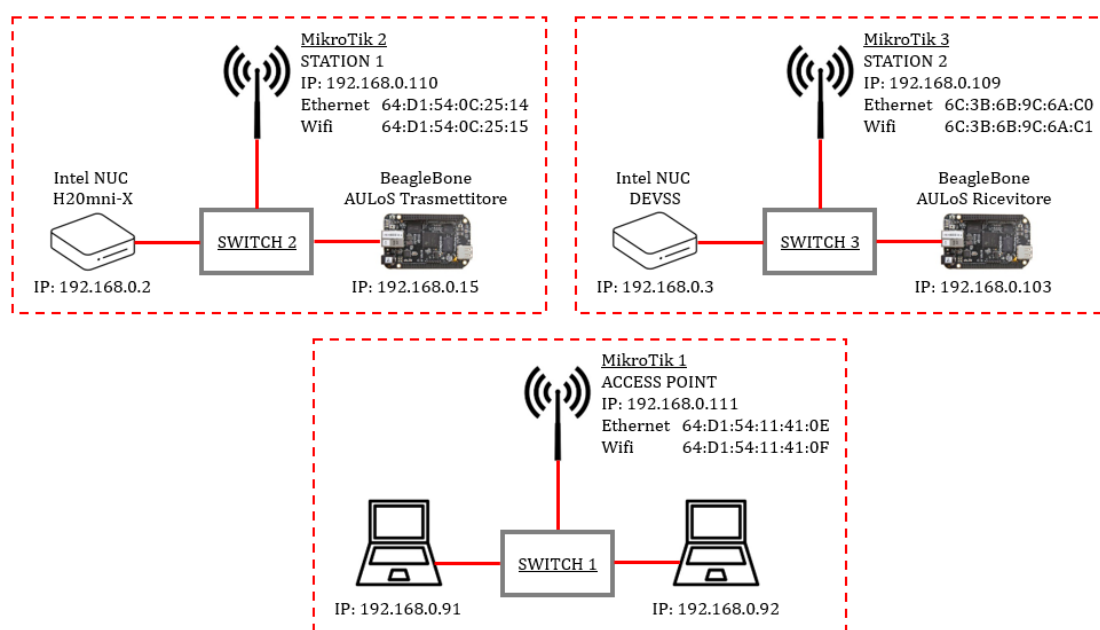 MikroTik 2
STATION 1
IP: 192.168.0.110
Ethernet 64:D1:54:0C:25:14
Wifi 64:D1:54:0C:25:15
Intel NUC
H20mni-X
IP: 192.168.0.2
SWITCH 2
BeagleBone
AULoS Trasmettitore
IP: 192.168.0.15
MikroTik 3
STATION 2
IP: 192.168.0.109
Ethernet 6C:3B:6B:9C:6A:C0
Wifi 6C:3B:6B:9C:6A:C1
Intel NUC
DEVSS
IP: 192.168.0.3
SWITCH 3
BeagleBone
AULoS Ricevitore
IP: 192.168.0.103
MikroTik 1
ACCESS POINT
IP: 192.168.0.111
Ethernet 64:D1:54:11:41:0E
Wifi 64:D1:54:11:41:0F
SWITCH 1
IP: 192.168.0.91
IP: 192.168.0.92